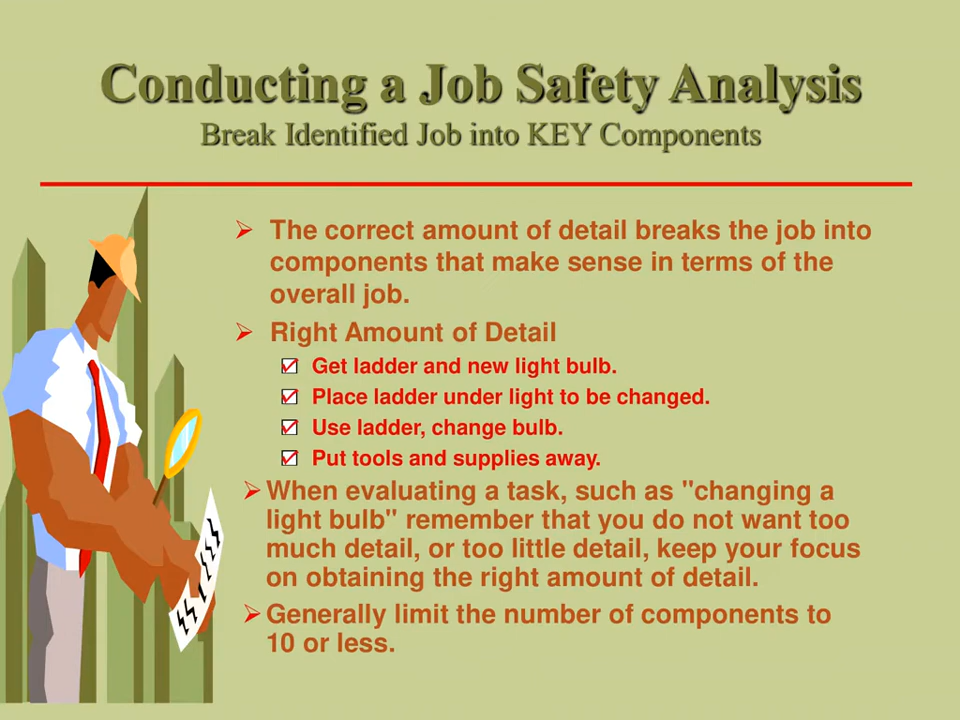 Conducting a Job Safety Analysis
Break Identified Job into KEY Components
The correct amount of detail breaks the job into
components that make sense in terms of the
overall job.
Right Amount of Detail
Get ladder and new light bulb.
Place ladder under light to be changed.
Use ladder, change bulb.
Put tools and supplies away.
When evaluating a task, such as "changing a
light bulb" remember that you do not want too
much detail, or too little detail, keep your focus
on obtaining the right amount of detail.
Generally limit the number of components to
10 or less.